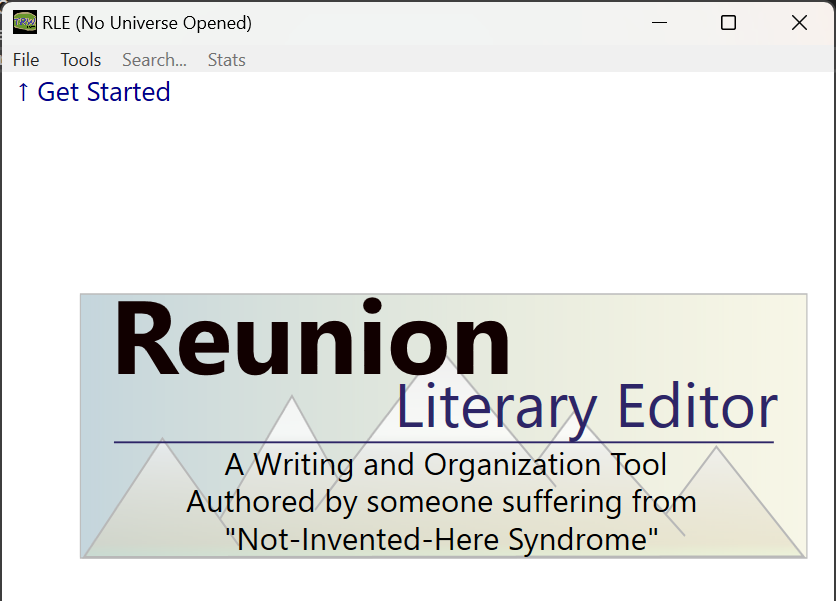 RLE (No Universe Opened)
File Tools Search... Stats
↑ Get Started
Reunion
Literary Editor
A Writing and Organization Tool
Authored by someone suffering from
"Not-Invented-Here Syndrome"